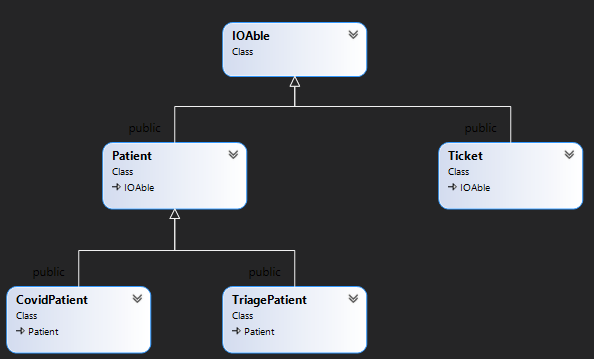 IOAble
Class
public
public
Patient
Class
IOAble
Ticket
Class
IOAble
public
public
CovidPatient
Class
Patient
TriagePatient
Class
Patient